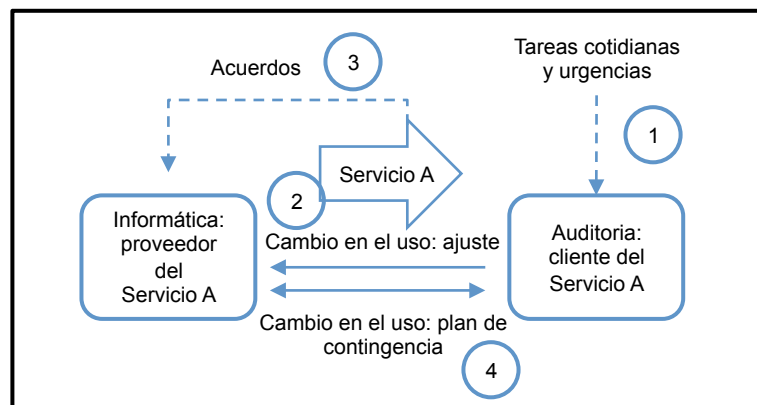 Acuerdos
3
Tareas cotidianas
y urgencias
1
Servicio A
2
Informática:
proveedor
del
Servicio A
Cambio en el uso: ajuste
Auditoria:
cliente del
Servicio A
Cambio en el uso: plan de
contingencia
4